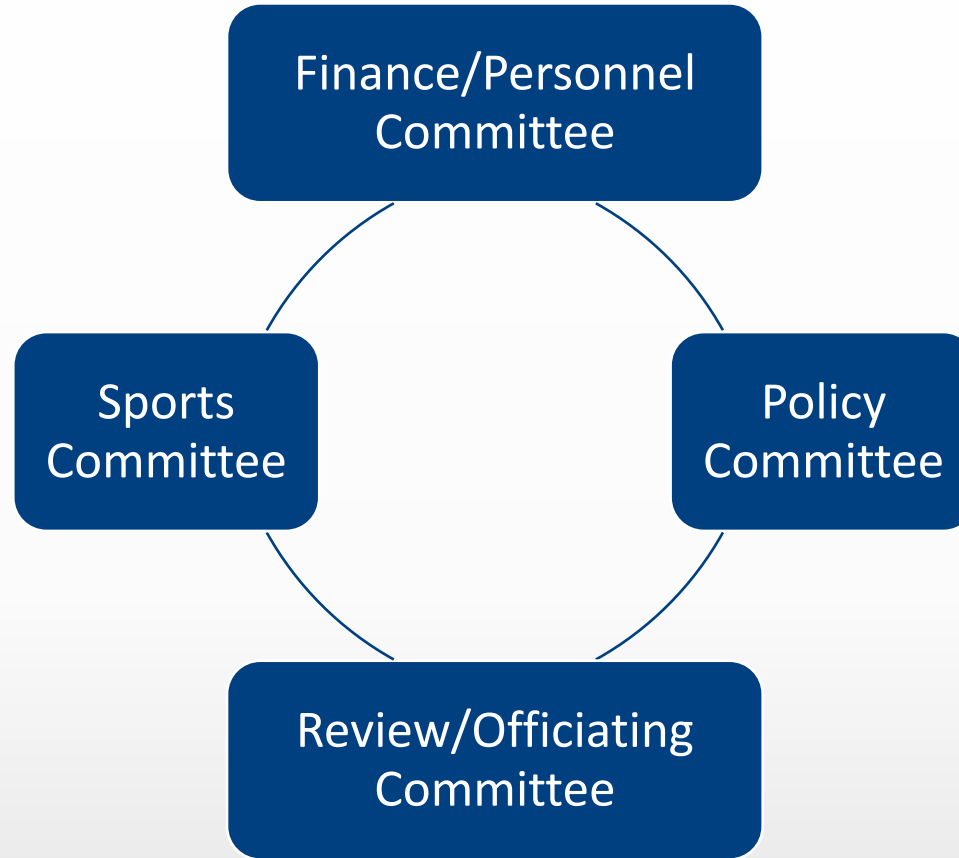 Finance/Personnel
Committee
Sports
Committee
Policy
Committee
Review/Officiating
Committee